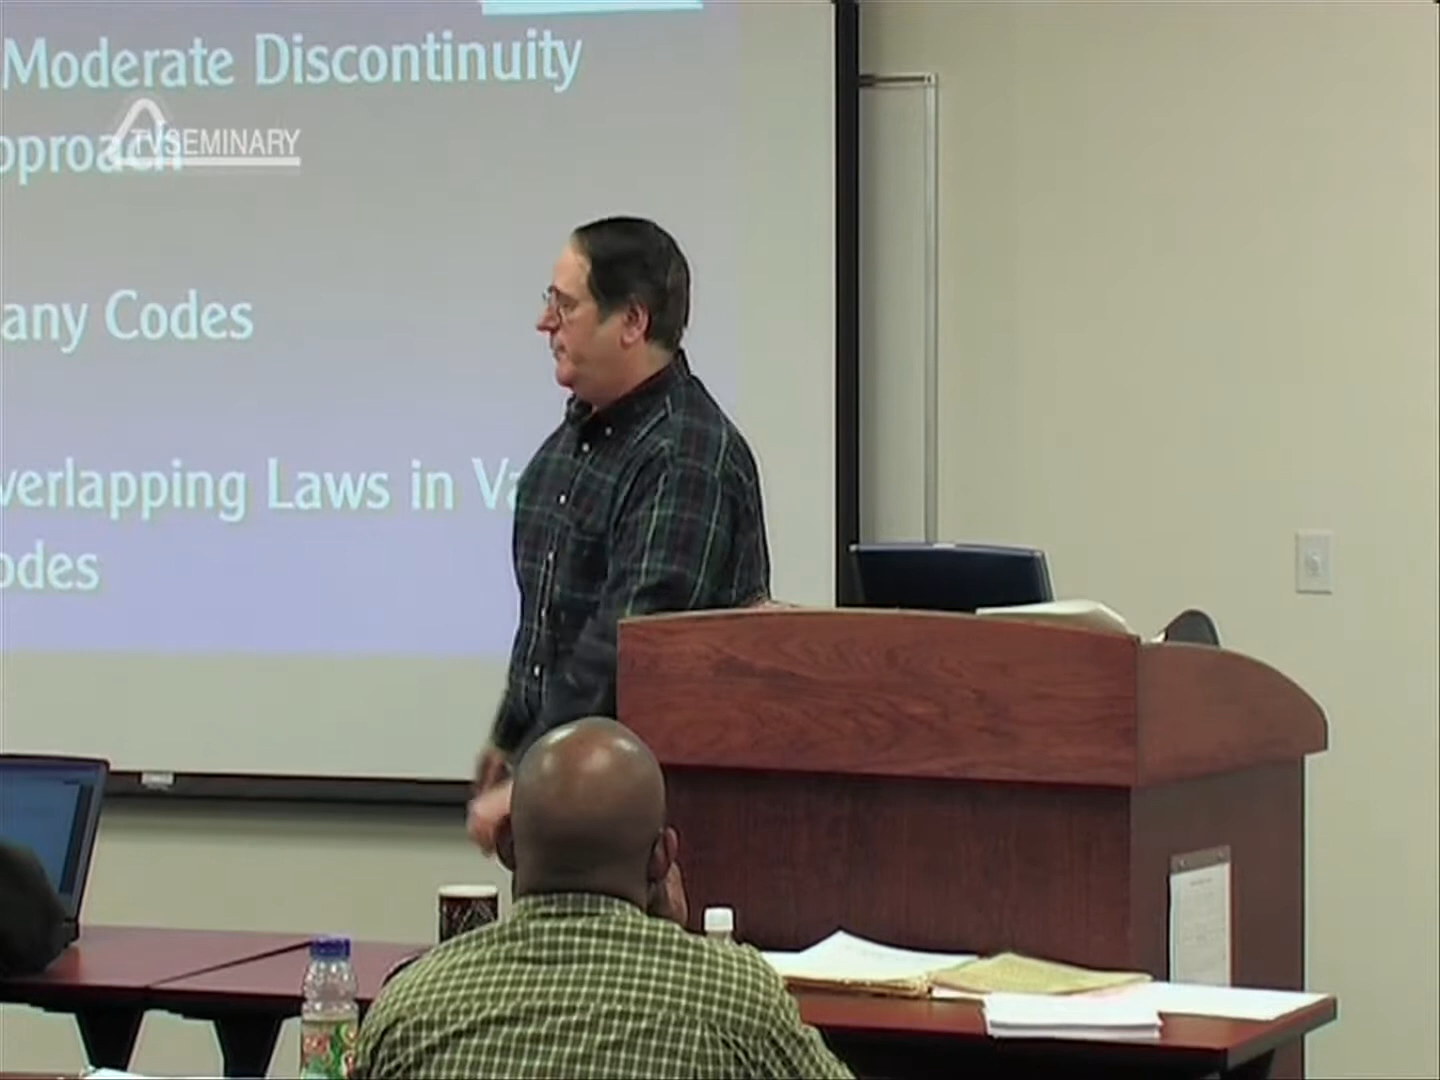 Moderate Discontinuity
pproach
TVSEMINARY
any Codes
verlapping Laws in Va
odes